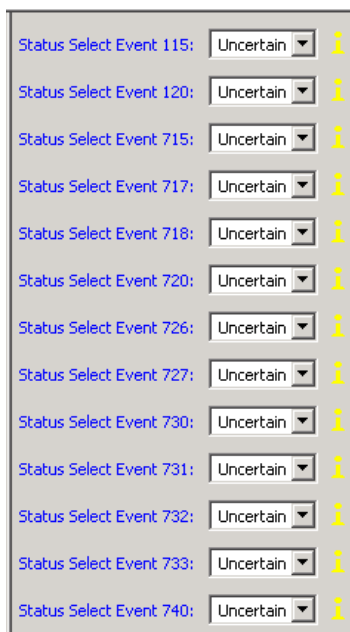 Status Select Event 115: Uncertain i
Status Select Event 120: Uncertain i
Status Select Event 715: Uncertain i
Status Select Event 717: Uncertain i
Status Select Event 718: Uncertain i
Status Select Event 720: Uncertain i
Status Select Event 726: Uncertain i
Status Select Event 727: Uncertain i
Status Select Event 730: Uncertain i
Status Select Event 731: Uncertain i
Status Select Event 732: Uncertain i
Status Select Event 733: Uncertain i
Status Select Event 740: Uncertain i